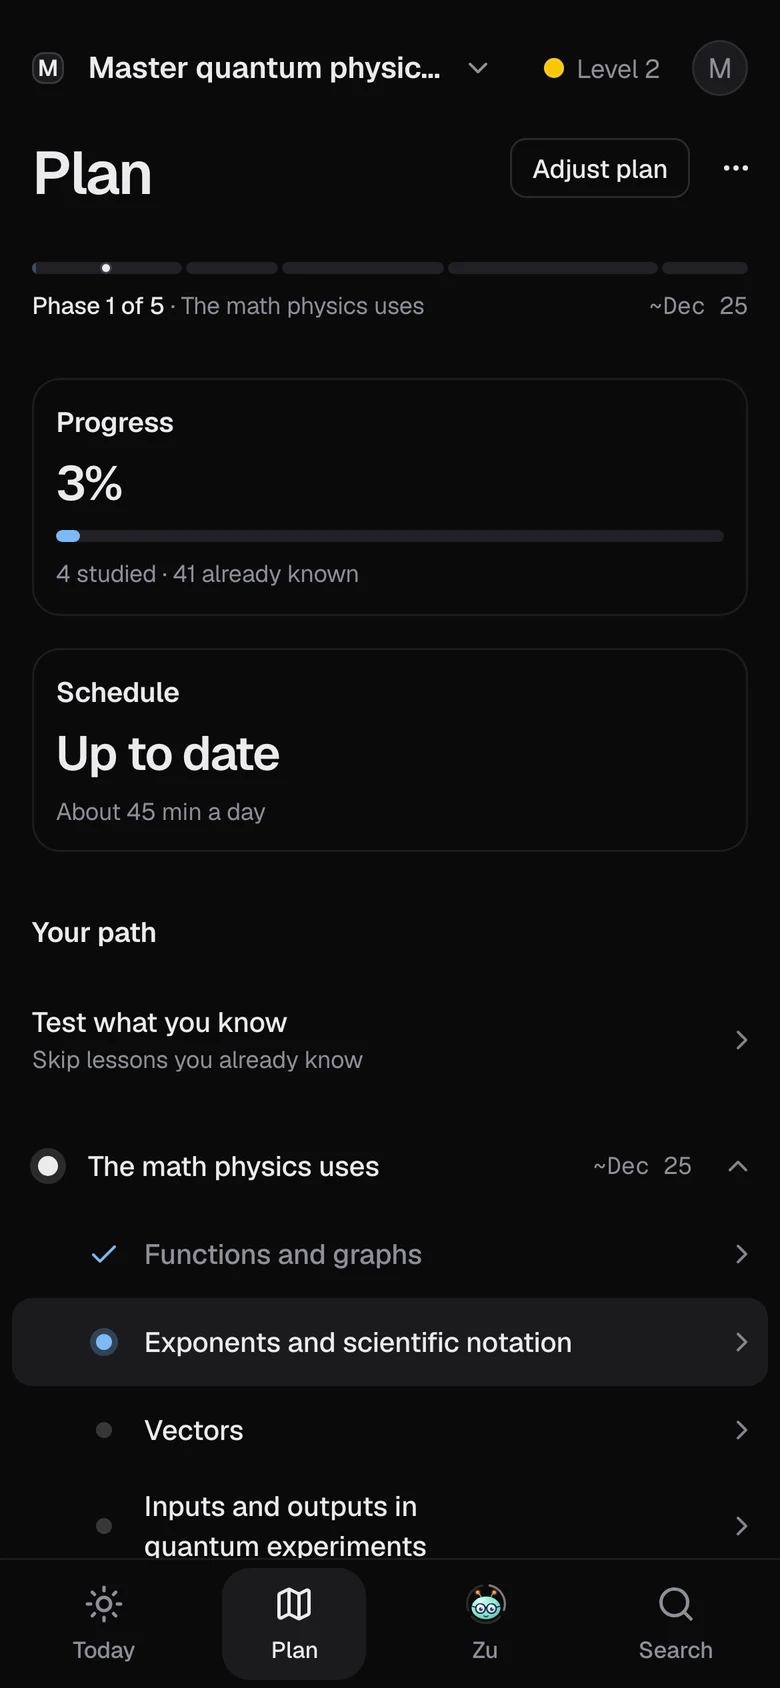 M Master quantum physic... Level 2 M
Plan
Adjust plan
Phase 1 of 5 · The math physics uses ~Dec 25
Progress
3%
4 studied · 41 already known
Schedule
Up to date
About 45 min a day
Your path
Test what you know
Skip lessons you already know
The math physics uses ~Dec 25
Functions and graphs
Exponents and scientific notation
Vectors
Inputs and outputs in
quantum experiments
Today Plan Zu Search